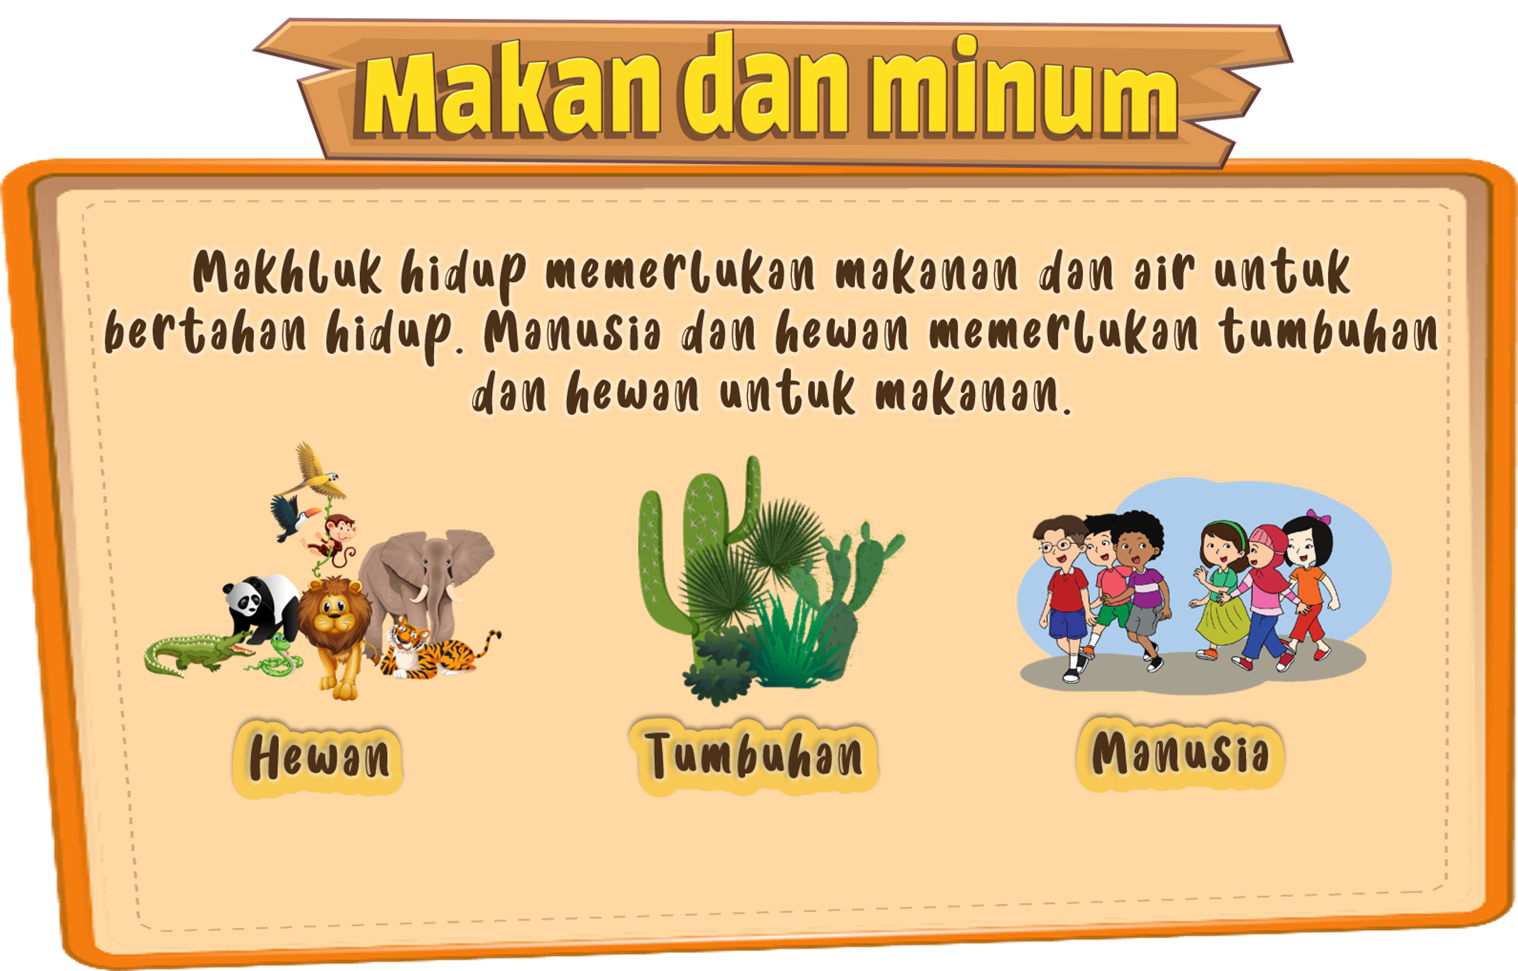 Makan dan minum
Makhluk hidup memerlukan makanan dan air untuk
bertahan hidup. Manusia dan hewan memerlukan tumbuhan
dan hewan untuk makanan.
Hewan
Tumbuhan
Manusia